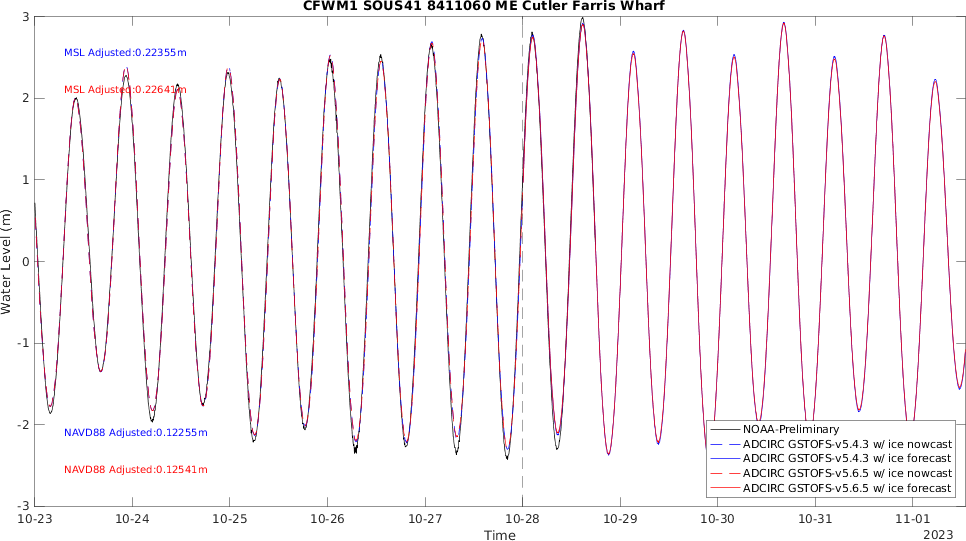 CFWM1 SOUS41 8411060 ME Cutler Farris Wharf
Water Level (m)
3
2
1
0
-1
-2
-3
MSL Adjusted:0.22355m
MSL Adjusted:0.22641m
NAVD88 Adjusted:0.12255m
NAVD88 Adjusted:0.12541m
NOAA-Preliminary
ADCIRC GSTOFS-v5.4.3 w/ ice nowcast
ADCIRC GSTOFS-v5.4.3 w/ ice forecast
ADCIRC GSTOFS-v5.6.5 w/ ice nowcast
ADCIRC GSTOFS-v5.6.5 w/ ice forecast
10-23 10-24 10-25 10-26 10-27 10-28 10-29 10-30 10-31 11-01
Time
2023